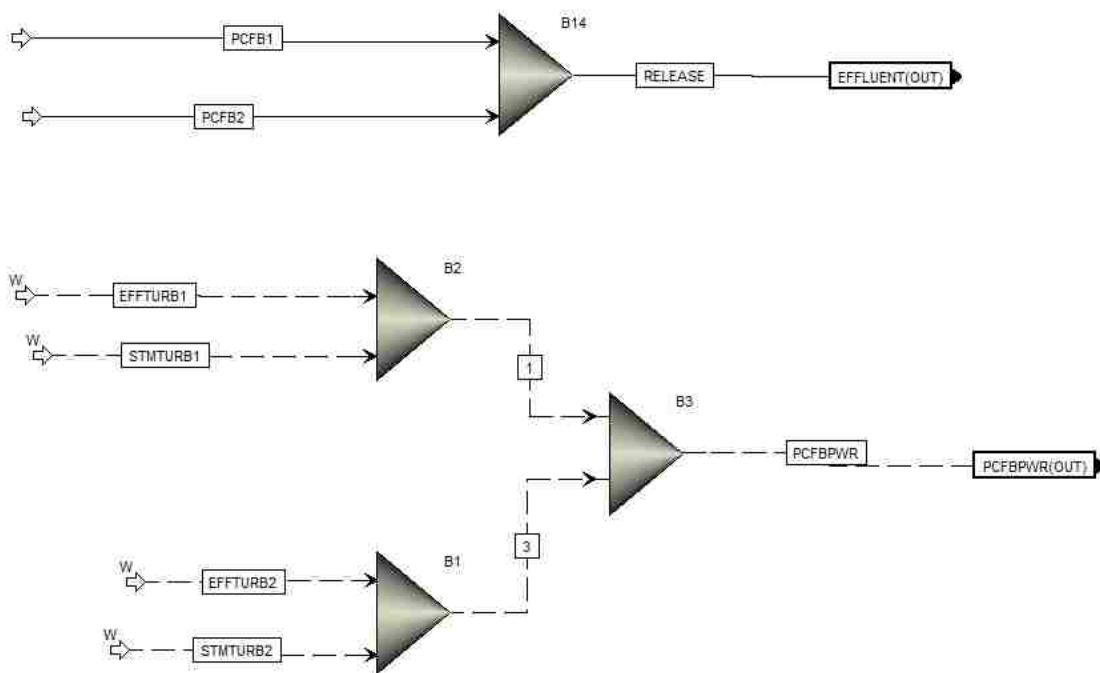 B14
PCFB1
RELEASE
EFFLUENT(OUT)
PCFB2
B2
W
EFFTURB1
W
STMTURB1
1
B3
PCFBPWR
PCFBPWR(OUT)
3
B1
W
EFFTURB2
W
STMTURB2